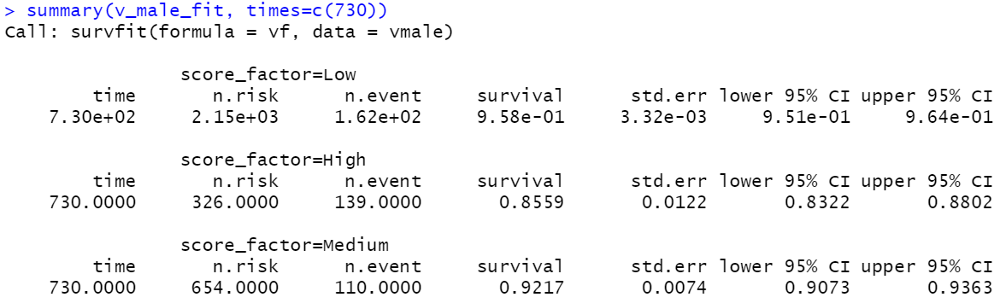 > summary(v_male_fit, times=c(730))
Call: survfit(formula = vf, data = vmale)
score_factor=Low
time n.risk n.event survival std.err lower 95% CI upper 95% CI
7.30e+02 2.15e+03 1.62e+02 9.58e-01 3.32e-03 9.51e-01 9.64e-01
score_factor=High
time n.risk n.event survival std.err lower 95% CI upper 95% CI
730.0000 326.0000 139.0000 0.8559 0.0122 0.8322 0.8802
score_factor=Medium
time n.risk n.event survival std.err lower 95% CI upper 95% CI
730.0000 654.0000 110.0000 0.9217 0.0074 0.9073 0.9363